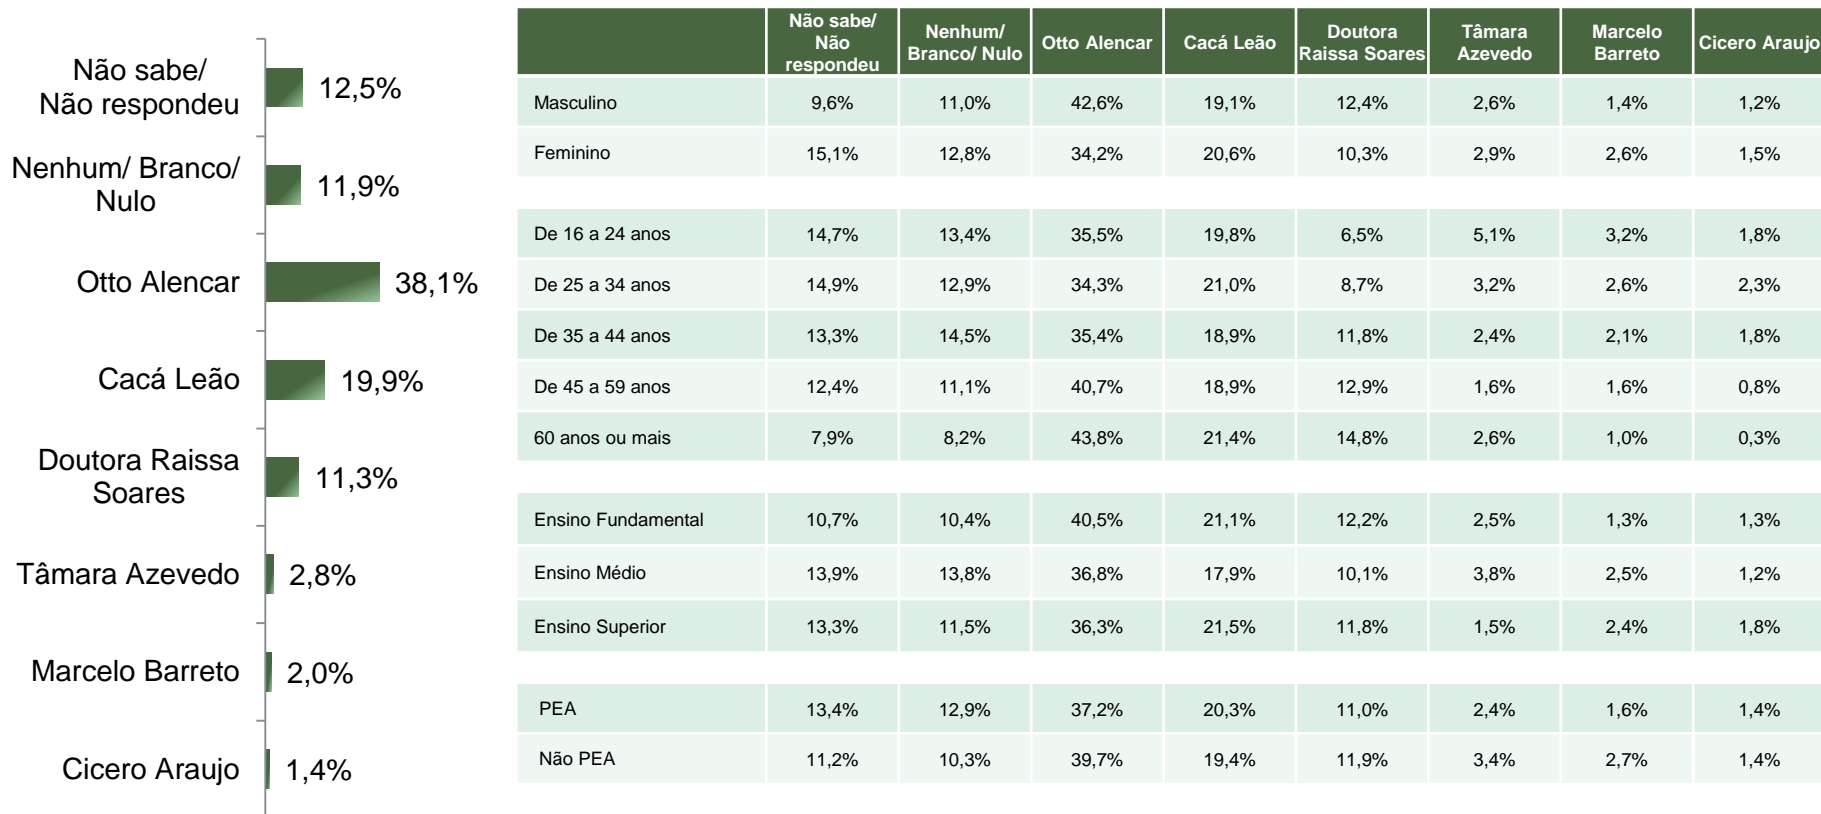 Não sabe/
Não respondeu
12,5%
Nenhum/ Branco/
Nulo
11,9%
Otto Alencar
38,1%
Cacá Leão
19,9%
Doutora Raissa
Soares
11,3%
Tâmara Azevedo
2,8%
Marcelo Barreto
2,0%
Cicero Araujo
1,4%
Não sabe/
Não
respondeu
Nenhum/
Branco/ Nulo
Otto Alencar
Cacá Leão
Doutora
Raissa Soares
Tâmara
Azevedo
Marcelo
Barreto
Cicero Araujo
Masculino 9,6% 11,0% 42,6% 19,1% 12,4% 2,6% 1,4% 1,2%
Feminino 15,1% 12,8% 34,2% 20,6% 10,3% 2,9% 2,6% 1,5%
De 16 a 24 anos 14,7% 13,4% 35,5% 19,8% 6,5% 5,1% 3,2% 1,8%
De 25 a 34 anos 14,9% 12,9% 34,3% 21,0% 8,7% 3,2% 2,6% 2,3%
De 35 a 44 anos 13,3% 14,5% 35,4% 18,9% 11,8% 2,4% 2,1% 1,8%
De 45 a 59 anos 12,4% 11,1% 40,7% 18,9% 12,9% 1,6% 1,6% 0,8%
60 anos ou mais 7,9% 8,2% 43,8% 21,4% 14,8% 2,6% 1,0% 0,3%
Ensino Fundamental 10,7% 10,4% 40,5% 21,1% 12,2% 2,5% 1,3% 1,3%
Ensino Médio 13,9% 13,8% 36,8% 17,9% 10,1% 3,8% 2,5% 1,2%
Ensino Superior 13,3% 11,5% 36,3% 21,5% 11,8% 1,5% 2,4% 1,8%
PEA 13,4% 12,9% 37,2% 20,3% 11,0% 2,4% 1,6% 1,4%
Não PEA 11,2% 10,3% 39,7% 19,4% 11,9% 3,4% 2,7% 1,4%